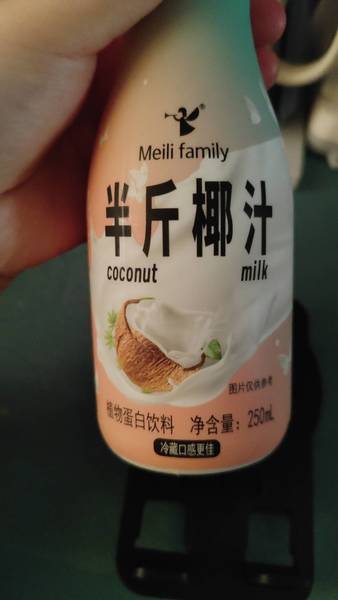 ®
Meili family
半斤椰汁
coconut milk
图片仅供参考
植物蛋白饮料 净含量：250mL
冷藏口感更佳